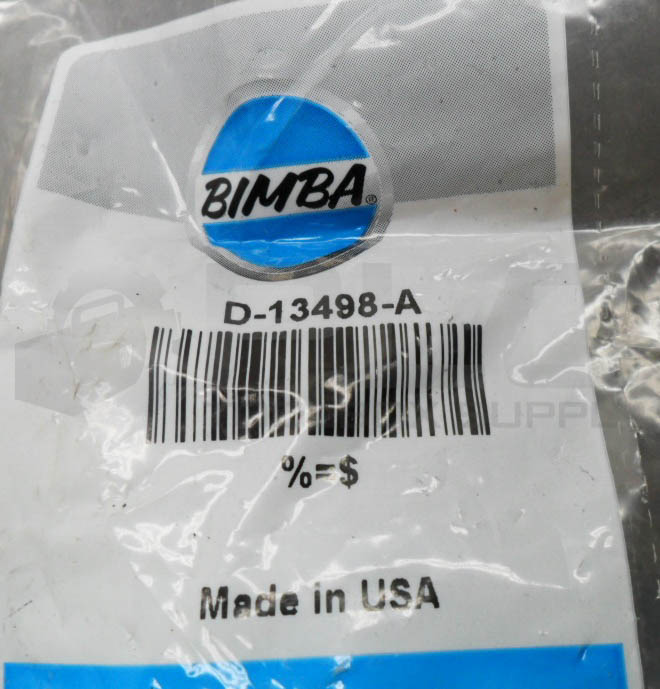 BIMBA®
D-13498-A
%=$
Made in USA